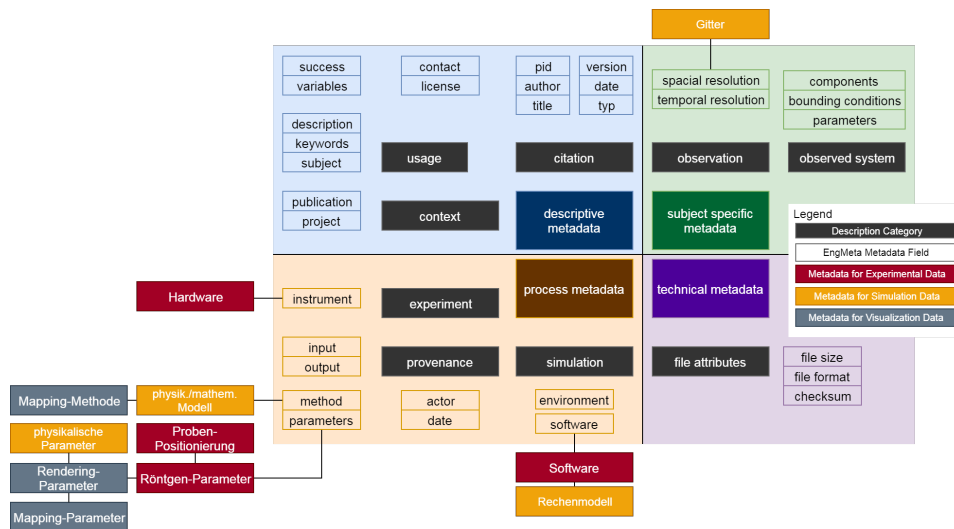 Gitter
success
variables
contact
license
pid
author
title
version
date
typ
spacial resolution
temporal resolution
components
bounding conditions
parameters
description
keywords
subject
usage
citation
observation
observed system
publication
project
context
descriptive
metadata
subject specific
metadata
Legend
Description Category
EngMeta Metadata Field
Metadata for Experimental Data
Metadata for Simulation Data
Metadata for Visualization Data
Hardware
instrument
experiment
process metadata
technical metadata
input
output
provenance
simulation
file attributes
file size
file format
checksum
Mapping-Methode
physik./mathem.
Modell
method
parameters
actor
date
environment
software
physikalische
Parameter
Proben-
Positionierung
Rendering-
Parameter
Röntgen-Parameter
Software
Rechenmodell
Mapping-Parameter